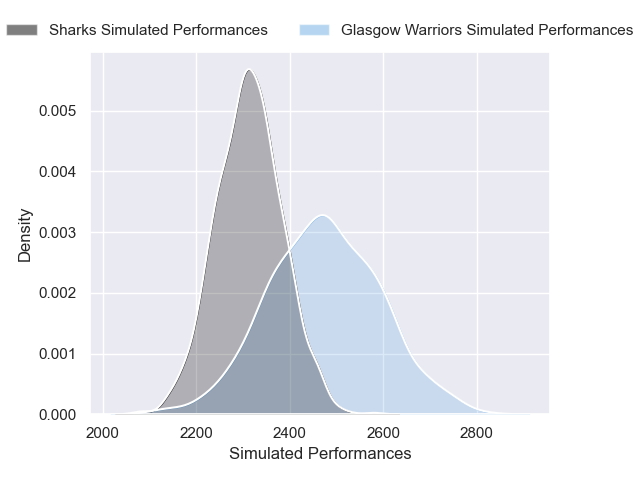 Sharks Simulated Performances
Glasgow Warriors Simulated Performances
0.005
0.004
0.003
0.002
0.001
0.000
Density
2000
2200
2400
2600
2800
Simulated Performances